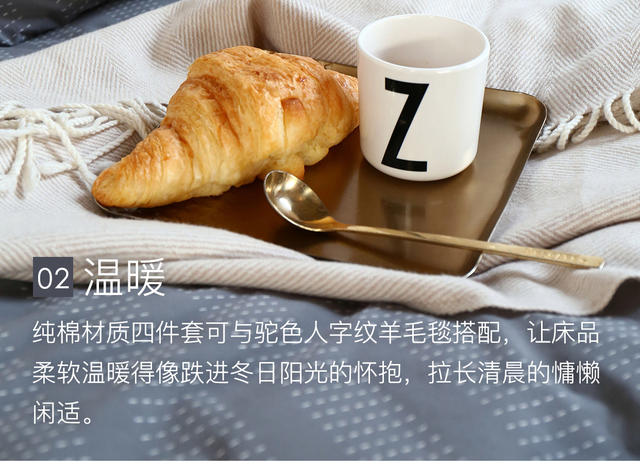 Z
02 温暖
纯棉材质四件套可与驼色人字纹羊毛毯搭配，让床品
柔软温暖得像跌进冬日阳光的怀抱，拉长清晨的慵懒
闲适。